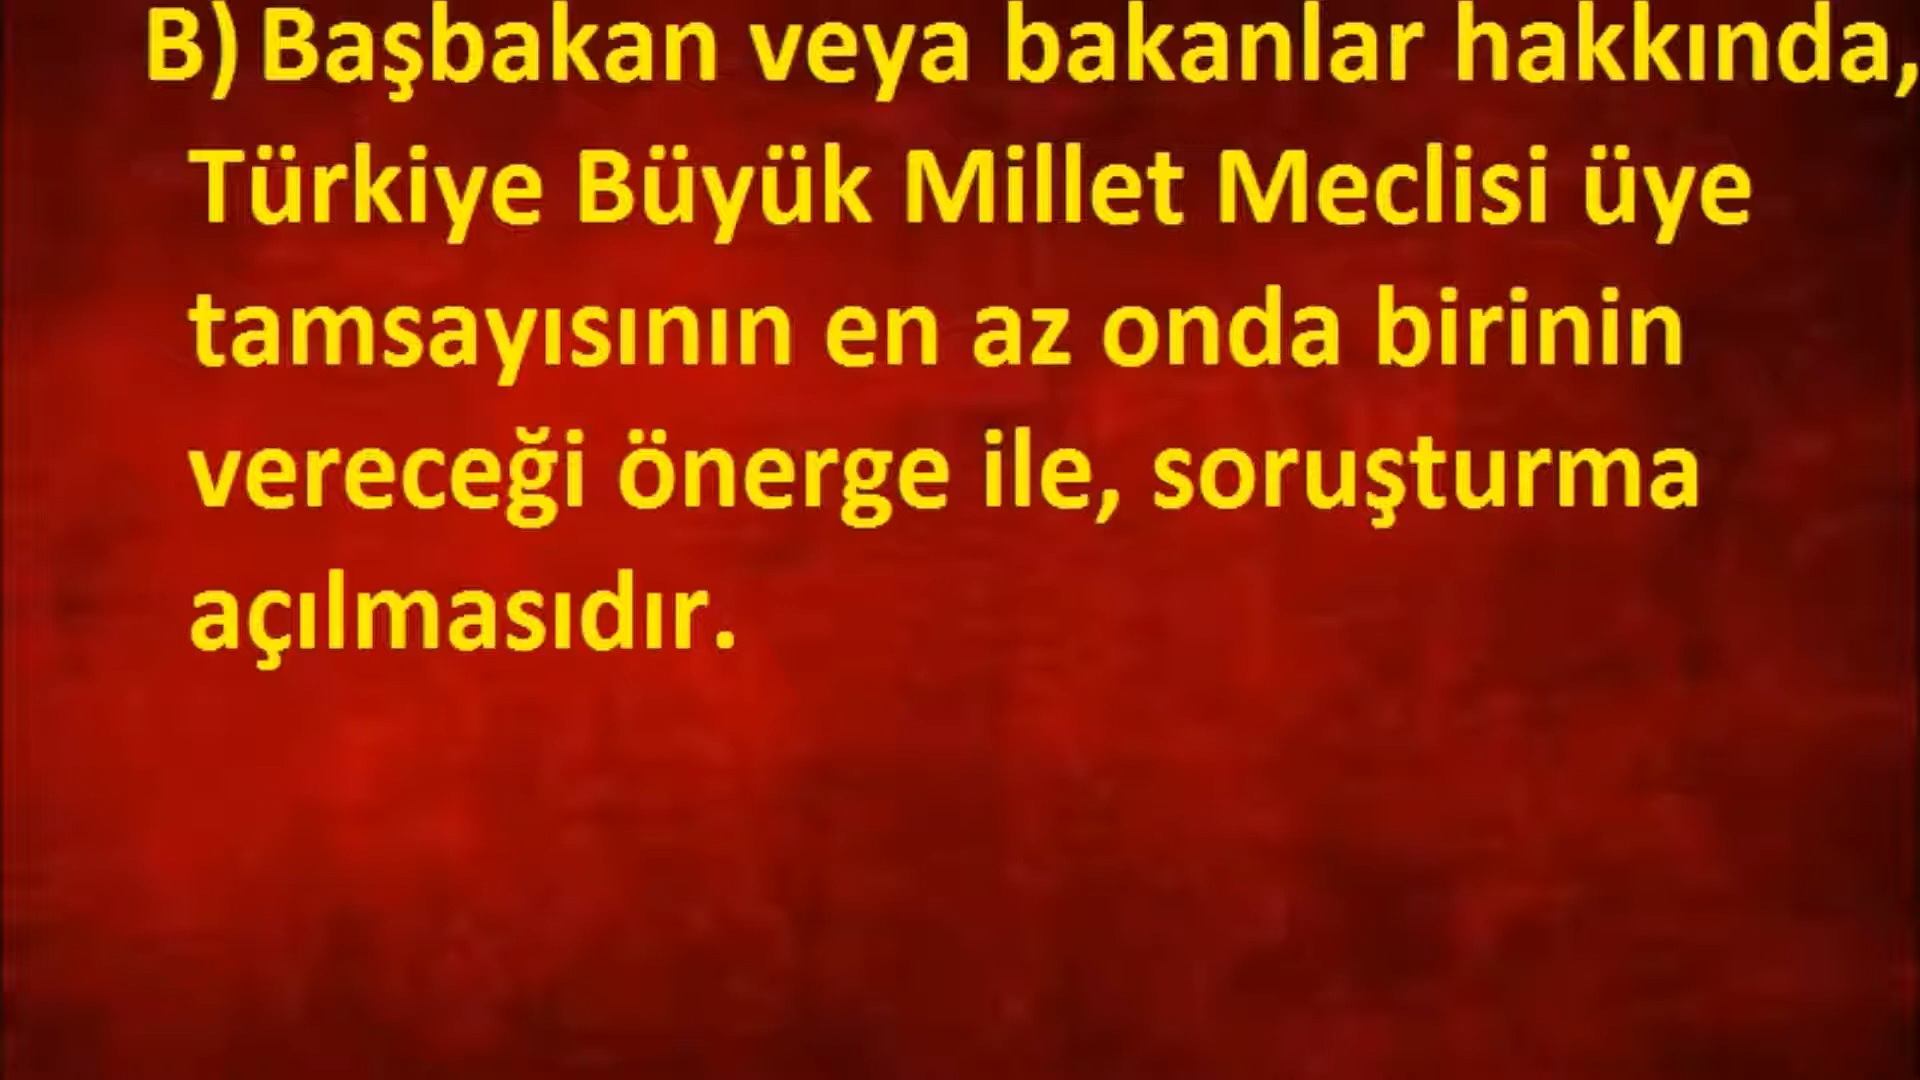 B) Başbakan veya bakanlar hakkında,
Türkiye Büyük Millet Meclisi üye
tamsayısının en az onda birinin
vereceği önerge ile, soruşturma
açılmasıdır.